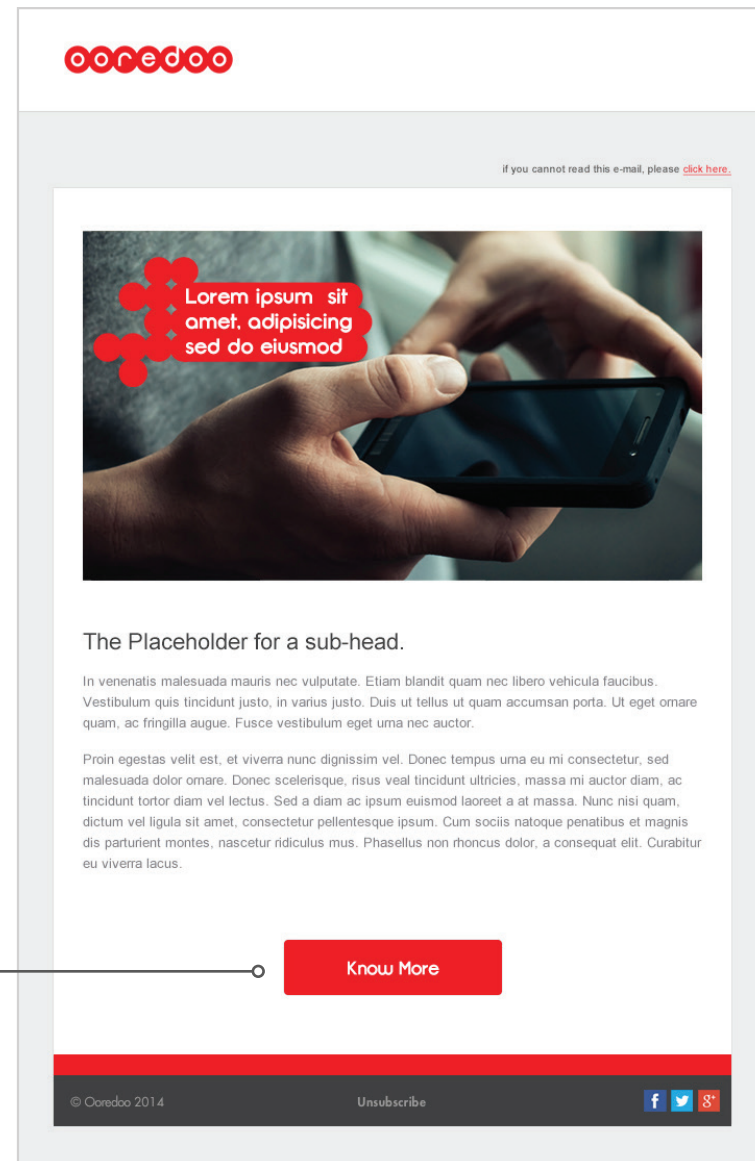 ooredoo
if you cannot read this e-mail, please click here.
Lorem ipsum sit
amet, adipisicing
sed do eiusmod
The Placeholder for a sub-head.
In venenatis malesuada mauris nec vulputate. Etiam blandit quam nec libero vehicula faucibus.
Vestibulum quis tincidunt justo, in varius justo. Duis ut tellus ut quam accumsan porta. Ut eget ornare
quam, ac fringilla augue. Fusce vestibulum eget urna nec auctor.
Proin egestas velit est, et viverra nunc dignissim vel. Donec tempus urna eu mi consectetur, sed
malesuada dolor ornare. Donec scelerisque, risus veal tincidunt ultricies, massa mi auctor diam, ac
tincidunt tortor diam vel lectus. Sed a diam ac ipsum euismod laoreet a at massa. Nunc nisi quam,
dictum vel ligula sit amet, consectetur pellentesque ipsum. Cum sociis natoque penatibus et magnis
dis parturient montes, nascetur ridiculus mus. Phasellus non rhoncus dolor, a consequat elit. Curabitur
eu viverra lacus.
Know More
© Ooredoo 2014 Unsubscribe f g+